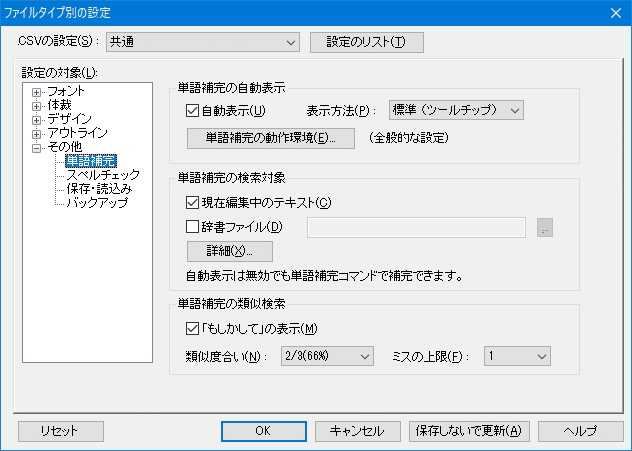 ファイルタイプ別の設定
.CSVの設定(S): 共通 設定のリスト(T)
設定の対象(L):
フォント
体裁
デザイン
アウトライン
その他
単語補完
スペルチェック
保存・読込み
バックアップ
単語補完の自動表示
自動表示(U) 表示方法(P): 標準 (ツールチップ)
単語補完の動作環境(E)... (全般的な設定)
単語補完の検索対象
現在編集中のテキスト(C)
辞書ファイル(D) ...
詳細(X)...
自動表示は無効でも単語補完コマンドで補完できます。
単語補完の類似検索
「もしかして」の表示(M)
類似度合い(N): 2/3(66%) ミスの上限(F): 1
リセット OK キャンセル 保存しないで更新(A) ヘルプ